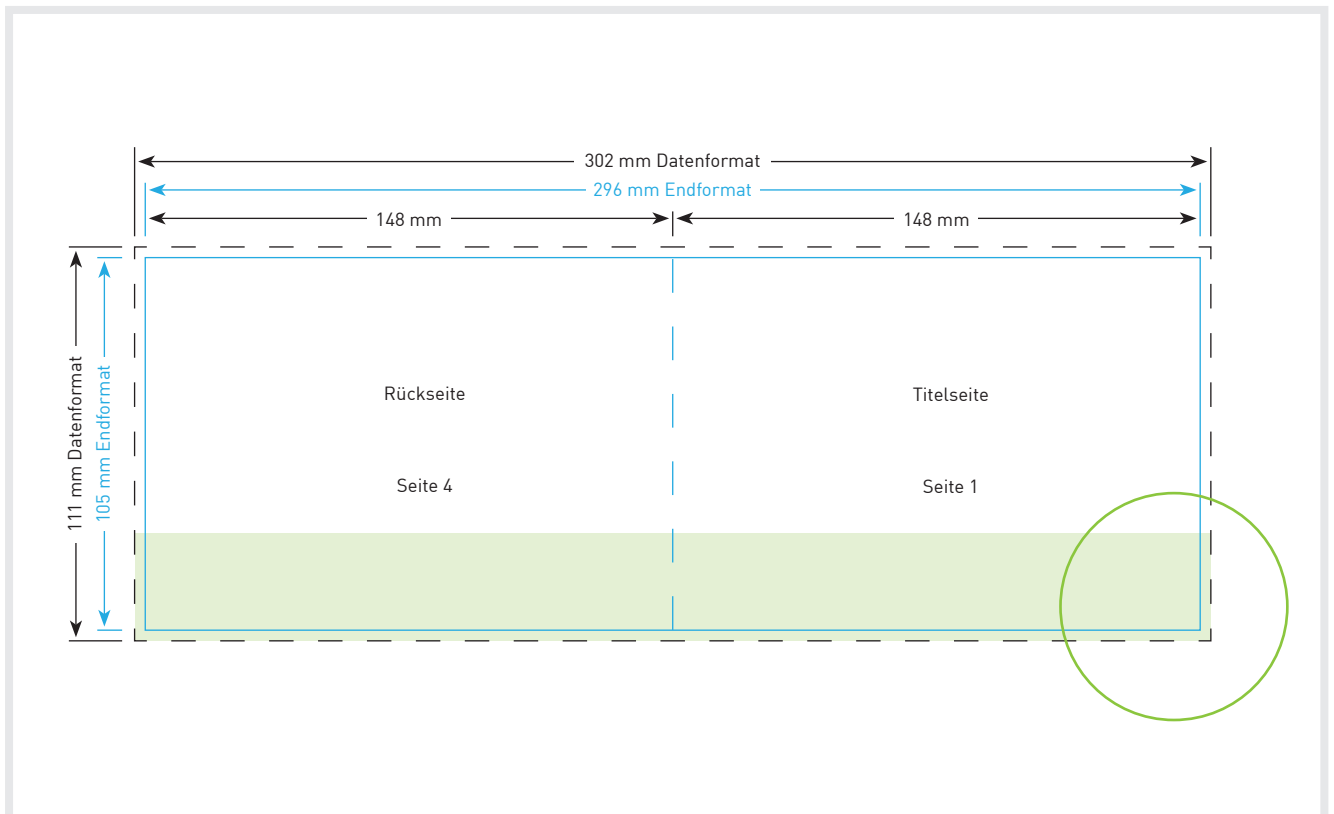 302 mm Datenformat
296 mm Endformat
148 mm
148 mm
111 mm Datenformat
105 mm Endformat
Rückseite
Titelseite
Seite 4
Seite 1